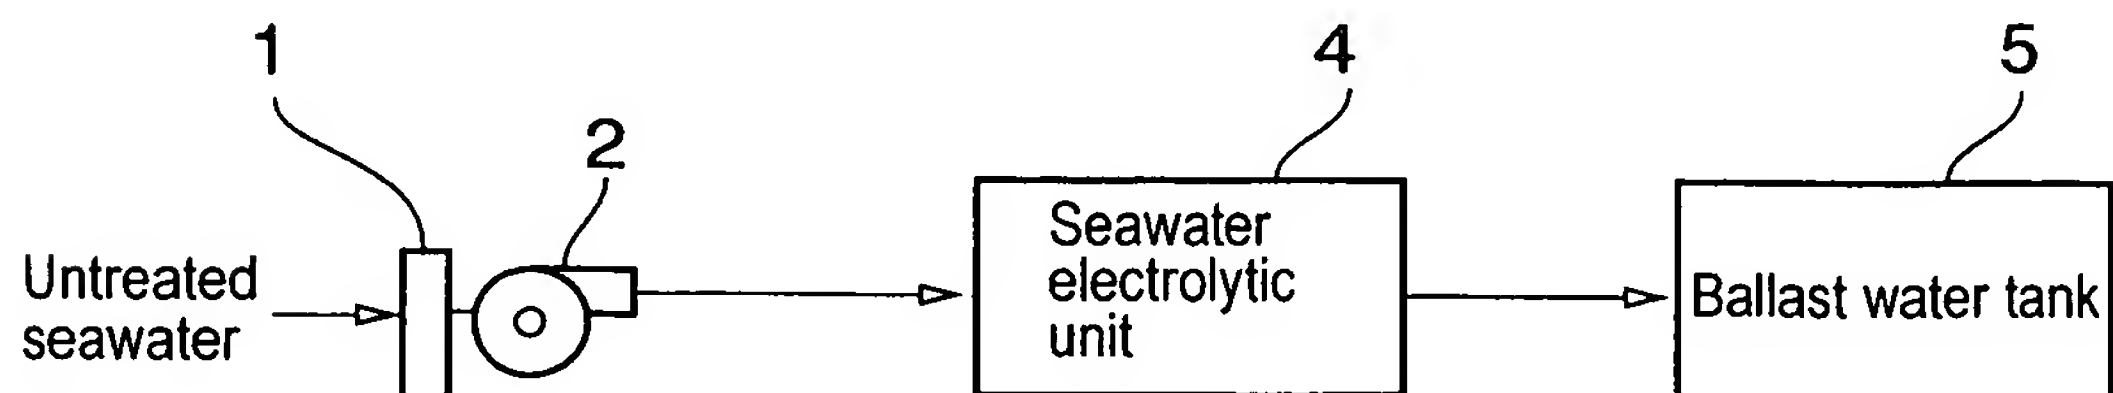 1
2
4
5
Untreated
seawater
Seawater
electrolytic
unit
Ballast water tank